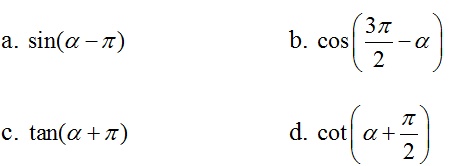 a. sin(α − π) b. cos(3π/2 − α)
c. tan(α + π) d. cot(α + π/2)